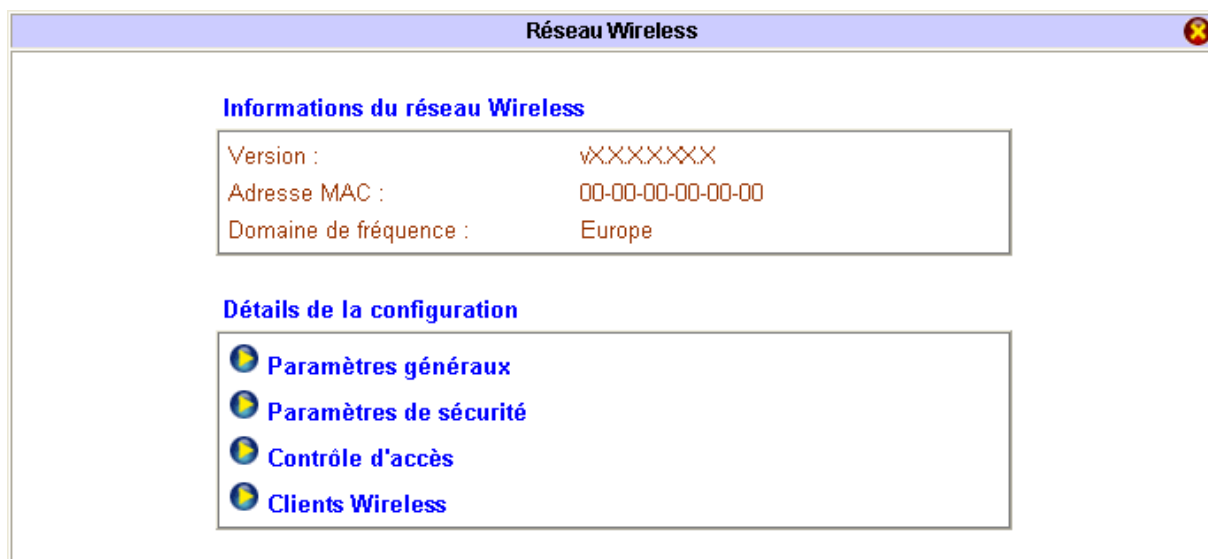 Réseau Wireless
Informations du réseau Wireless
Version : vX.X.X.X.X.X
Adresse MAC : 00-00-00-00-00-00
Domaine de fréquence : Europe
Détails de la configuration
Paramètres généraux
Paramètres de sécurité
Contrôle d'accès
Clients Wireless